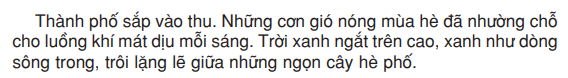 Thành phố sắp vào thu. Những cơn gió nóng mùa hè đã nhường chỗ
cho luồng khí mát dịu mỗi sáng. Trời xanh ngắt trên cao, xanh như dòng
sông trong, trôi lặng lẽ giữa những ngọn cây hè phố.